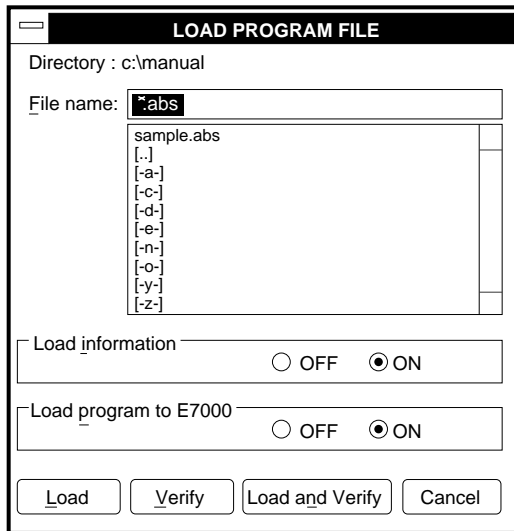 LOAD PROGRAM FILE
Directory : c:\manual
File name: *.abs
sample.abs
[..]
[-a-]
[-c-]
[-d-]
[-e-]
[-n-]
[-o-]
[-y-]
[-z-]
Load information
OFF ON
Load program to E7000
OFF ON
Load Verify Load and Verify Cancel